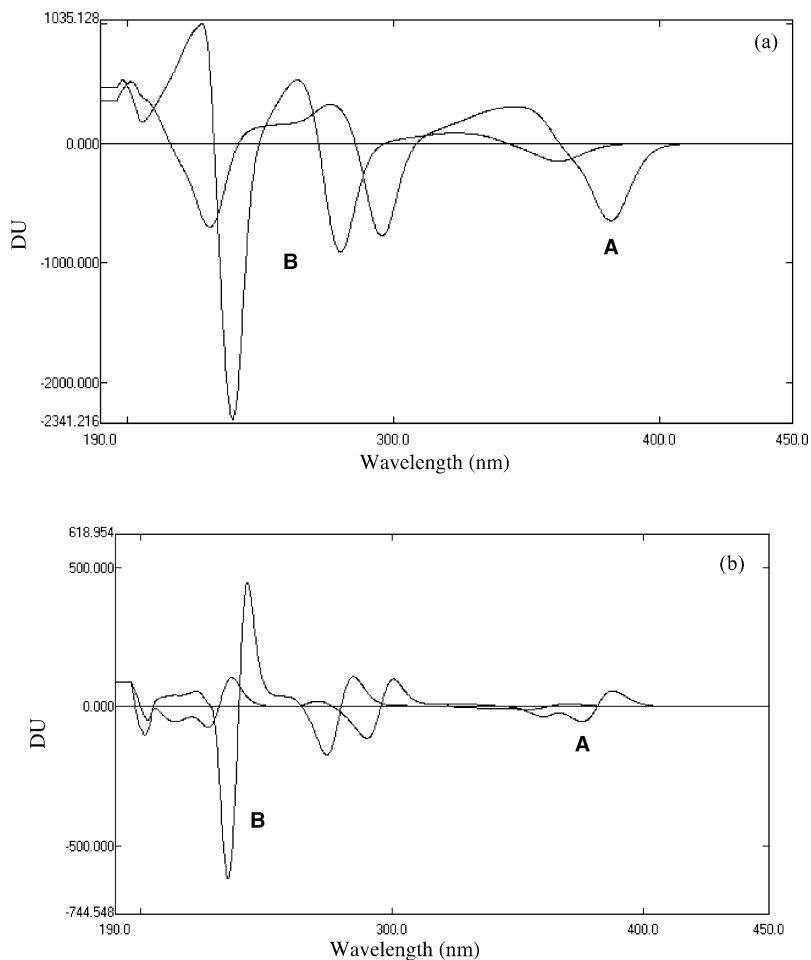 1035.128
(a)
0.000
DU
B
A
-1000.000
-2000.000
-2341.216
190.0
300.0
400.0
450.0
Wavelength (nm)
618.954
(b)
500.000
0.000
DU
A
B
-500.000
-744.548
190.0
300.0
400.0
450.0
Wavelength (nm)